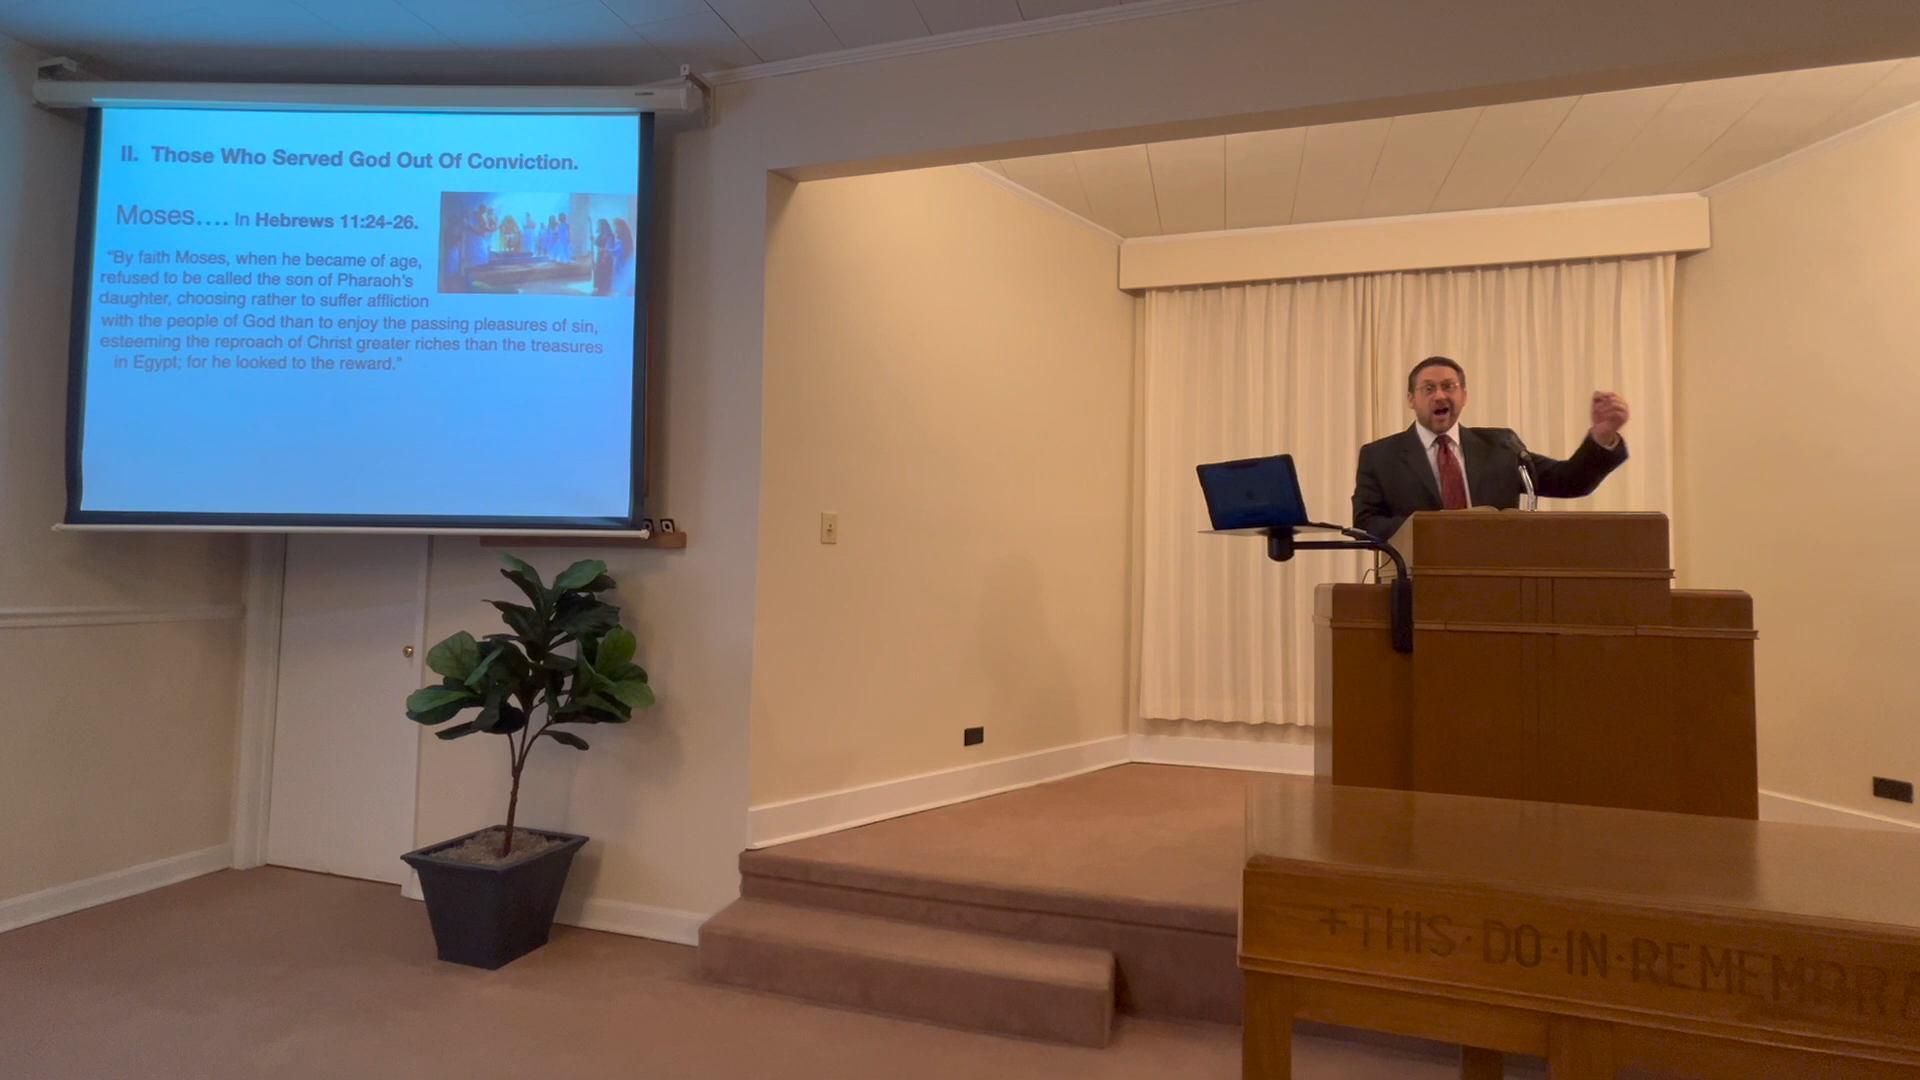 II. Those Who Served God Out Of Conviction.
Moses.... In Hebrews 11:24-26.
"By faith Moses, when he became of age,
refused to be called the son of Pharaoh's
daughter, choosing rather to suffer affliction
with the people of God than to enjoy the passing pleasures of sin,
esteeming the reproach of Christ greater riches than the treasures
in Egypt; for he looked to the reward."
+THIS·DO·IN·REMEMBRA